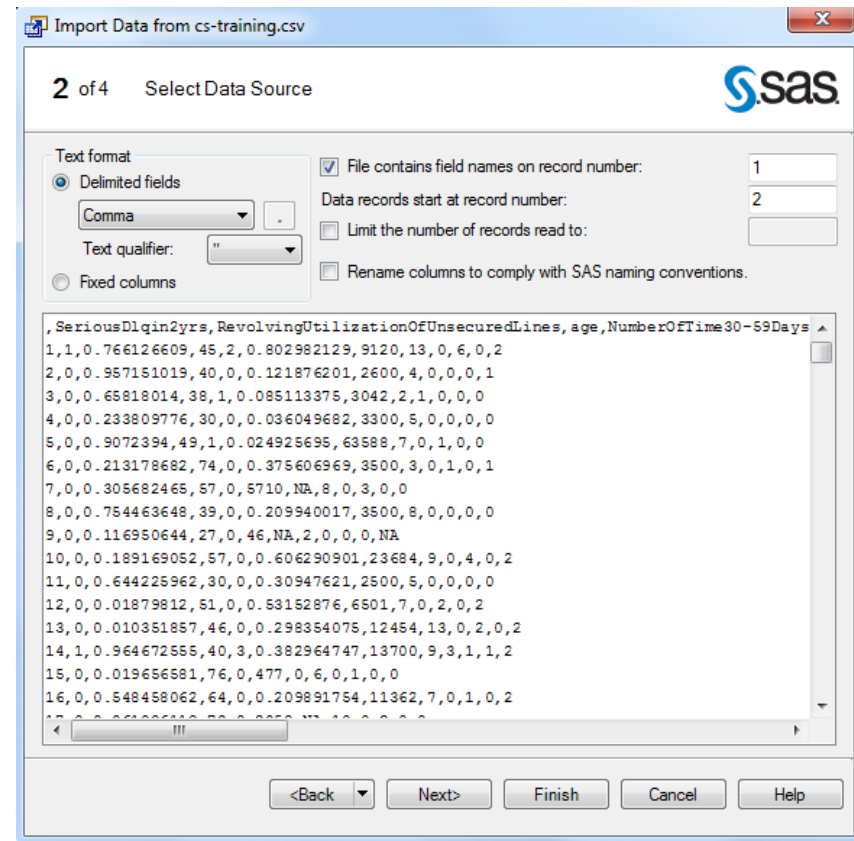 Import Data from cs-training.csv
x
2 of 4 Select Data Source
sas
Text format
Delimited fields
Comma
.
Text qualifier: "
Fixed columns
File contains field names on record number: 1
Data records start at record number: 2
Limit the number of records read to:
Rename columns to comply with SAS naming conventions.
,SeriousDlqin2yrs,RevolvingUtilizationOfUnsecuredLines,age,NumberOfTime30-59Days
1,1,0.766126609,45,2,0.802982129,9120,13,0,6,0,2
2,0,0.957151019,40,0,0.121876201,2600,4,0,0,0,1
3,0,0.65818014,38,1,0.085113375,3042,2,1,0,0,0
4,0,0.233809776,30,0,0.036049682,3300,5,0,0,0,0
5,0,0.9072394,49,1,0.024925695,63588,7,0,1,0,0
6,0,0.213178682,74,0,0.375606969,3500,3,0,1,0,1
7,0,0.305682465,57,0,5710,NA,8,0,3,0,0
8,0,0.754463648,39,0,0.209940017,3500,8,0,0,0,0
9,0,0.116950644,27,0,46,NA,2,0,0,0,NA
10,0,0.189169052,57,0,0.606290901,23684,9,0,4,0,2
11,0,0.644225962,30,0,0.30947621,2500,5,0,0,0,0
12,0,0.01879812,51,0,0.53152876,6501,7,0,2,0,2
13,0,0.010351857,46,0,0.298354075,12454,13,0,2,0,2
14,1,0.964672555,40,3,0.382964747,13700,9,3,1,1,2
15,0,0.019656581,76,0,477,0,6,0,1,0,0
16,0,0.548458062,64,0,0.209891754,11362,7,0,1,0,2
<Back Next> Finish Cancel Help